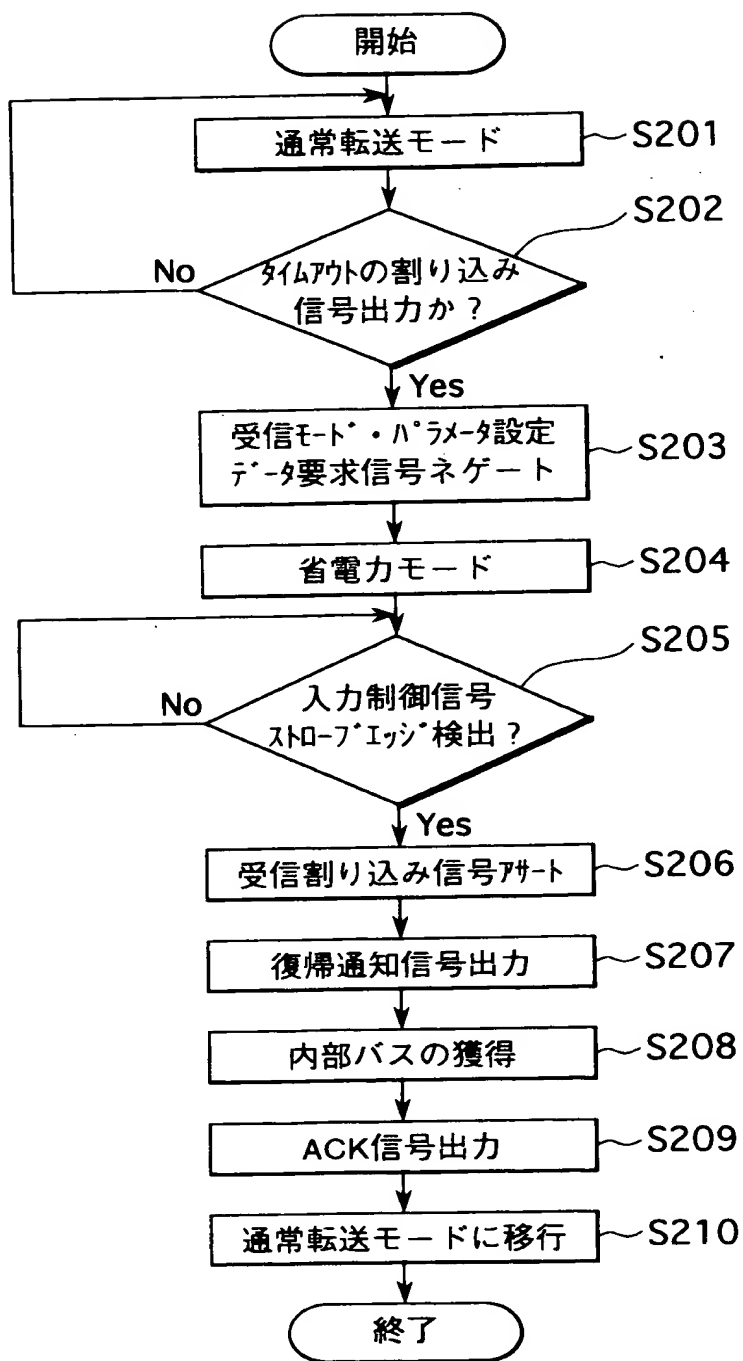 開始
通常転送モード
S201
S202
タイムアウトの割り込み
信号出力か?
No
Yes
受信モード・パラメータ設定
データ要求信号ネゲート
S203
省電力モード
S204
S205
入力制御信号
ストローブエッジ検出?
No
Yes
受信割り込み信号アサート
S206
復帰通知信号出力
S207
内部バスの獲得
S208
ACK信号出力
S209
通常転送モードに移行
S210
終了